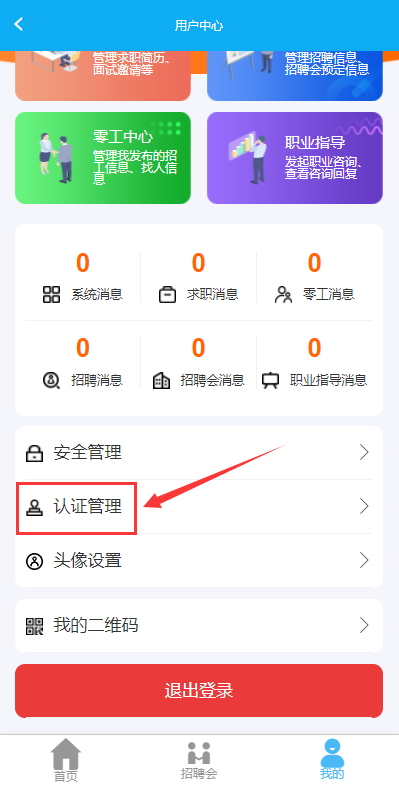 用户中心
管理求职简历、
面试邀请等
管理招聘信息、
招聘会预定信息
零工中心
管理我发布的招
工信息、找人信
息
职业指导
发起职业咨询、
查看咨询回复
0
0
0
系统消息
求职消息
零工消息
0
0
0
招聘消息
招聘会消息
职业指导消息
安全管理
认证管理
头像设置
我的二维码
退出登录
首页
招聘会
我的